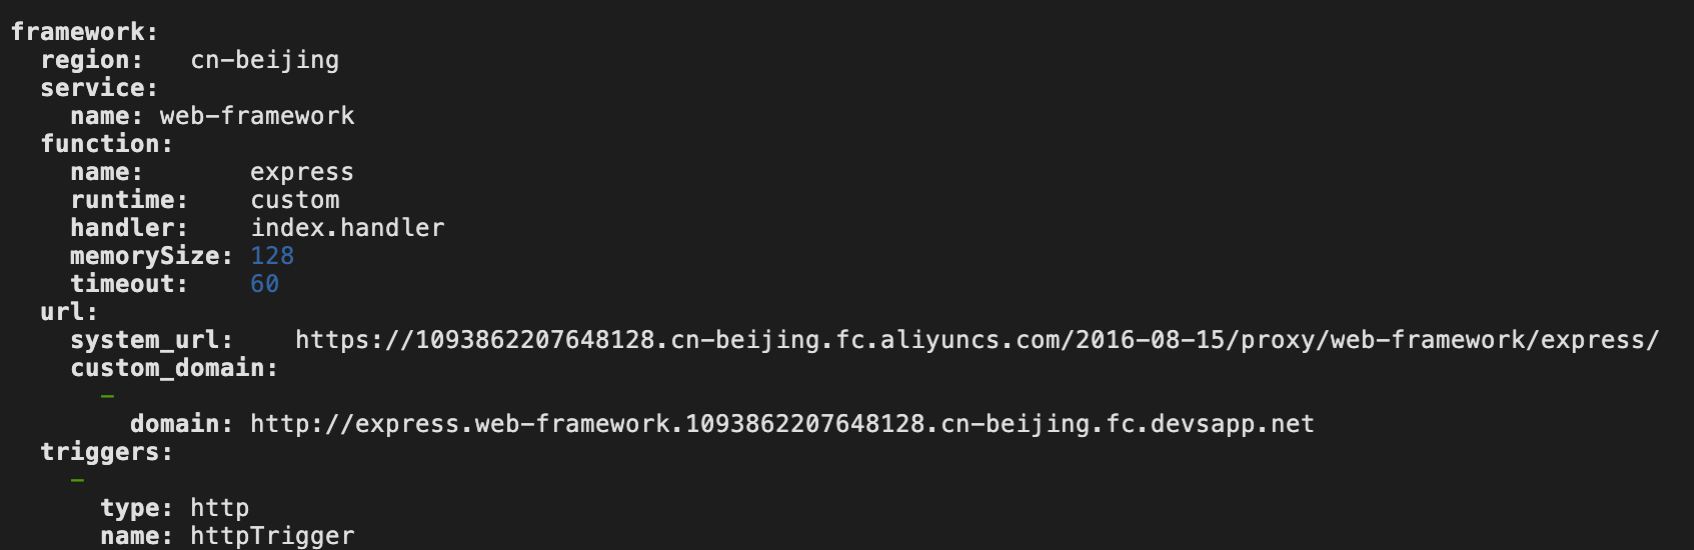 framework:
  region:   cn-beijing
  service:
    name: web-framework
  function:
    name:       express
    runtime:    custom
    handler:    index.handler
    memorySize: 128
    timeout:    60
  url:
    system_url:    https://1093862207648128.cn-beijing.fc.aliyuncs.com/2016-08-15/proxy/web-framework/express/
    custom_domain:
      -
        domain: http://express.web-framework.1093862207648128.cn-beijing.fc.devsapp.net
  triggers:
    -
      type: http
      name: httpTrigger